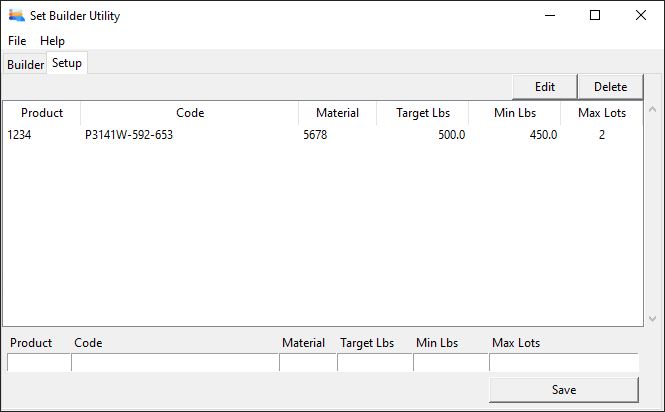 Set Builder Utility
File Help
Builder Setup
Edit Delete
Product Code Material Target Lbs Min Lbs Max Lots
1234 P3141W-592-653 5678 500.0 450.0 2
Product Code Material Target Lbs Min Lbs Max Lots
Save